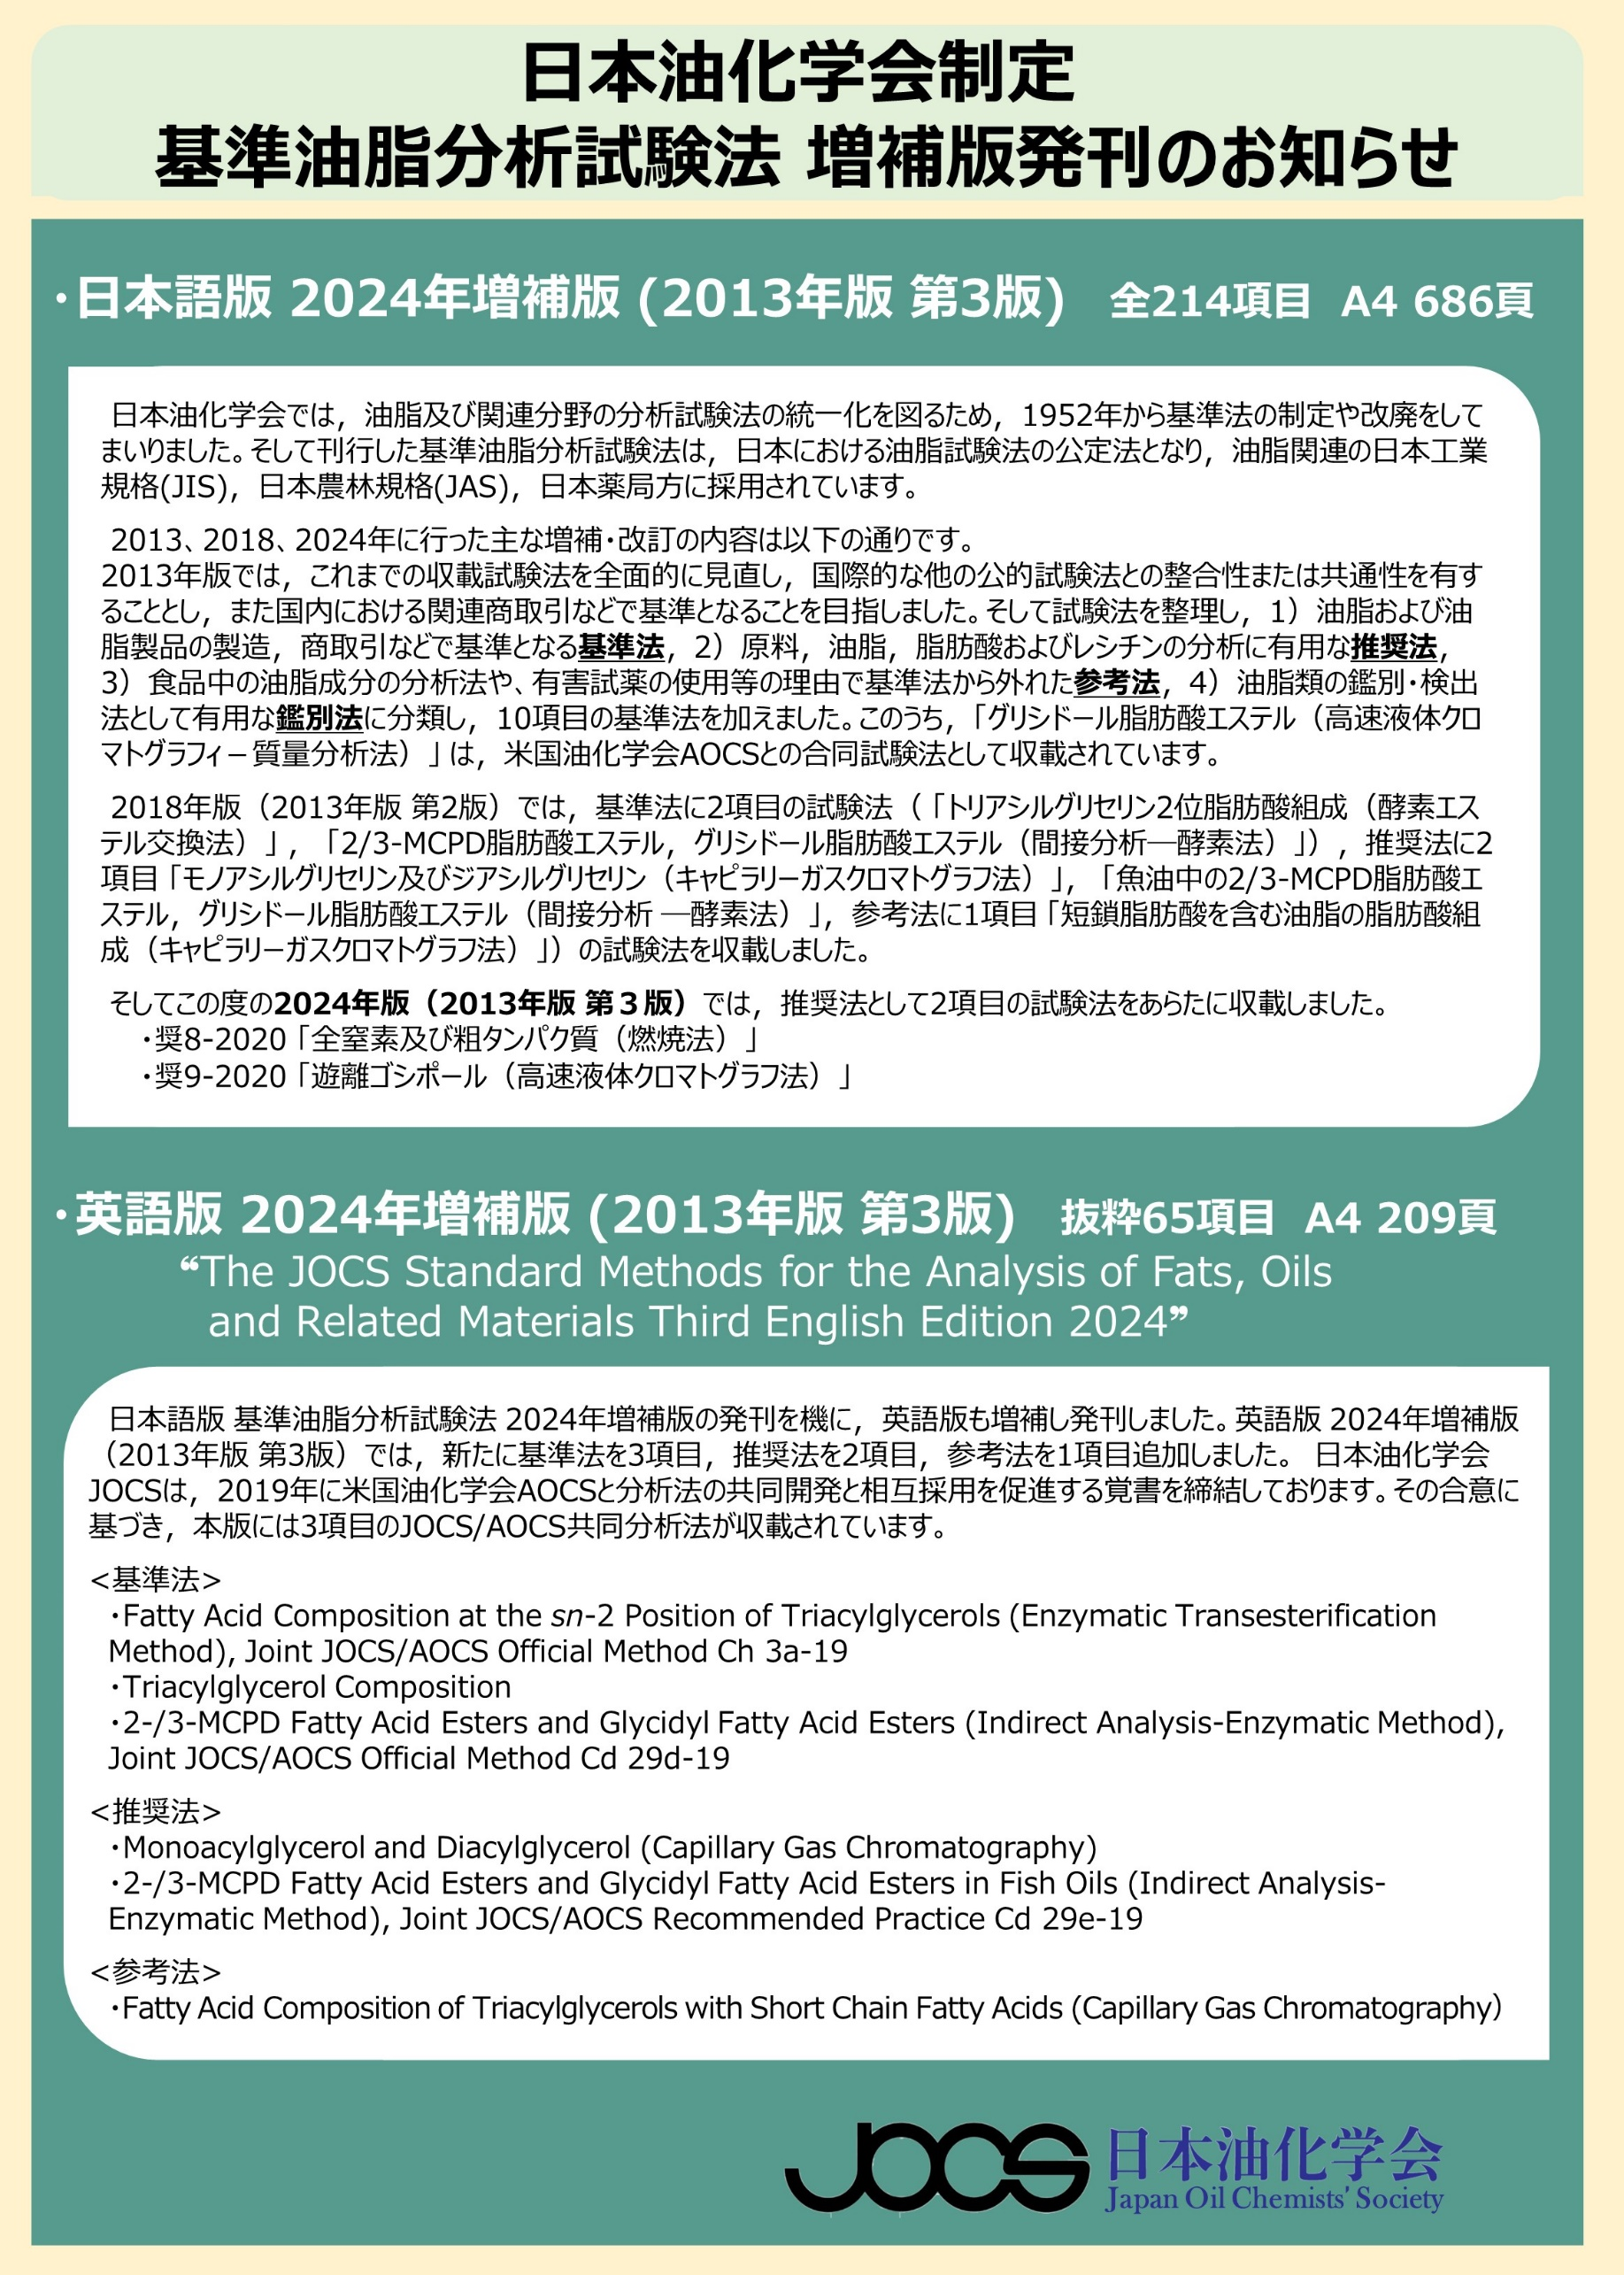 日本油化学会制定
基準油脂分析試験法 増補版発刊のお知らせ
・日本語版 2024年増補版 (2013年版 第3版) 全214項目 A4 686頁
日本油化学会では，油脂及び関連分野の分析試験法の統一化を図るため，1952年から基準法の制定や改廃をして
まいりました。そして刊行した基準油脂分析試験法は，日本における油脂試験法の公定法となり，油脂関連の日本工業
規格(JIS)，日本農林規格(JAS)，日本薬局方に採用されています。
2013、2018、2024年に行った主な増補・改訂の内容は以下の通りです。
2013年版では，これまでの収載試験法を全面的に見直し，国際的な他の公的試験法との整合性または共通性を有す
ることとし，また国内における関連商取引などで基準となることを目指しました。そして試験法を整理し，1）油脂および油
脂製品の製造，商取引などで基準となる基準法，2）原料，油脂，脂肪酸およびレシチンの分析に有用な推奨法，
3）食品中の油脂成分の分析法や、有害試薬の使用等の理由で基準法から外れた参考法，4）油脂類の鑑別・検出
法として有用な鑑別法に分類し，10項目の基準法を加えました。このうち，「グリシドール脂肪酸エステル（高速液体クロ
マトグラフィ－質量分析法）」は，米国油化学会AOCSとの合同試験法として収載されています。
2018年版（2013年版 第2版）では，基準法に2項目の試験法（「トリアシルグリセリン2位脂肪酸組成（酵素エス
テル交換法）」，「2/3-MCPD脂肪酸エステル，グリシドール脂肪酸エステル（間接分析―酵素法）」），推奨法に2
項目「モノアシルグリセリン及びジアシルグリセリン（キャピラリーガスクロマトグラフ法）」，「魚油中の2/3-MCPD脂肪酸エ
ステル，グリシドール脂肪酸エステル（間接分析 ―酵素法）」，参考法に1項目「短鎖脂肪酸を含む油脂の脂肪酸組
成（キャピラリーガスクロマトグラフ法）」）の試験法を収載しました。
そしてこの度の2024年版（2013年版 第３版）では，推奨法として2項目の試験法をあらたに収載しました。
・奨8-2020「全窒素及び粗タンパク質（燃焼法）」
・奨9-2020「遊離ゴシポール（高速液体クロマトグラフ法）」
・英語版 2024年増補版 (2013年版 第3版) 抜粋65項目 A4 209頁
“The JOCS Standard Methods for the Analysis of Fats, Oils
and Related Materials Third English Edition 2024”
日本語版 基準油脂分析試験法 2024年増補版の発刊を機に，英語版も増補し発刊しました。英語版 2024年増補版
（2013年版 第3版）では，新たに基準法を3項目，推奨法を2項目，参考法を1項目追加しました。 日本油化学会
JOCSは，2019年に米国油化学会AOCSと分析法の共同開発と相互採用を促進する覚書を締結しております。その合意に
基づき，本版には3項目のJOCS/AOCS共同分析法が収載されています。
<基準法>
・Fatty Acid Composition at the sn-2 Position of Triacylglycerols (Enzymatic Transesterification
Method), Joint JOCS/AOCS Official Method Ch 3a-19
・Triacylglycerol Composition
・2-/3-MCPD Fatty Acid Esters and Glycidyl Fatty Acid Esters (Indirect Analysis-Enzymatic Method),
Joint JOCS/AOCS Official Method Cd 29d-19
<推奨法>
・Monoacylglycerol and Diacylglycerol (Capillary Gas Chromatography)
・2-/3-MCPD Fatty Acid Esters and Glycidyl Fatty Acid Esters in Fish Oils (Indirect Analysis-
Enzymatic Method), Joint JOCS/AOCS Recommended Practice Cd 29e-19
<参考法>
・Fatty Acid Composition of Triacylglycerols with Short Chain Fatty Acids (Capillary Gas Chromatography）
JOCS 日本油化学会
Japan Oil Chemists' Society